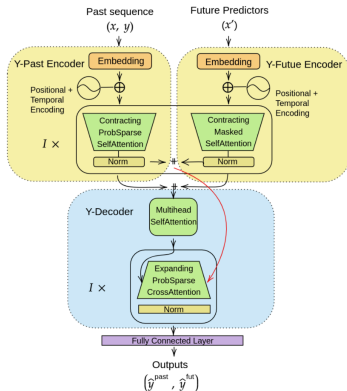 Past sequence
(x, y)
Future Predictors
(x')
Y-Past Encoder
Embedding
Embedding
Y-Futue Encoder
Positional +
Temporal
Encoding
Positional +
Temporal
Encoding
I ×
Contracting
ProbSparse
SelfAttention
Norm
Contracting
Masked
SelfAttention
Norm
Y-Decoder
Multihead
SelfAttention
I ×
Expanding
ProbSparse
CrossAttention
Norm
Fully Connected Layer
Outputs
(ŷ^past, ŷ^fut)